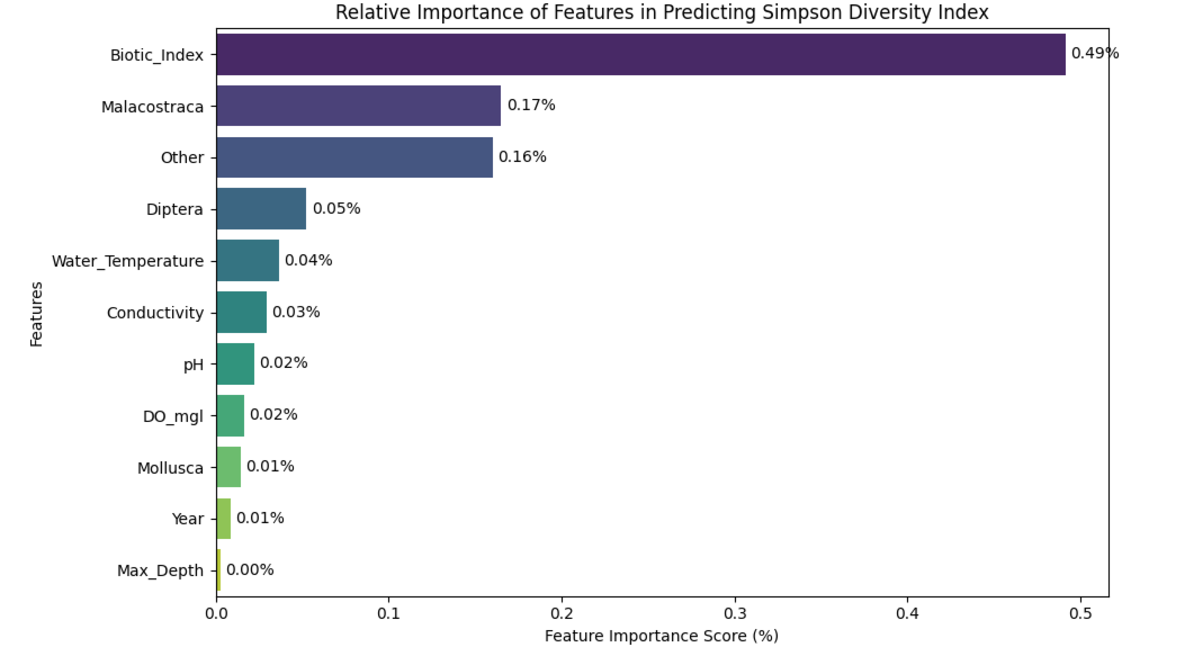 Relative Importance of Features in Predicting Simpson Diversity Index
Biotic_Index 0.49%
Malacostraca 0.17%
Other 0.16%
Diptera 0.05%
Water_Temperature 0.04%
Conductivity 0.03%
pH 0.02%
DO_mgl 0.02%
Mollusca 0.01%
Year 0.01%
Max_Depth 0.00%
Features
0.0 0.1 0.2 0.3 0.4 0.5
Feature Importance Score (%)